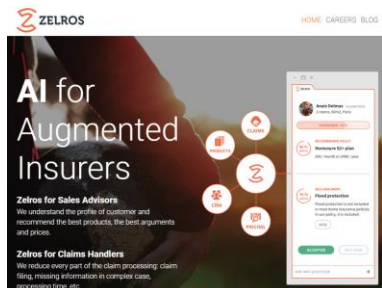 ZELROS
HOME CAREERS BLOG
AI for
Augmented
Insurers
Zelros for Sales Advisors
We understand the profile of customer and
recommend the best products, the best arguments
and prices.
Zelros for Claims Handlers
We reduce every part of the claim processing: claim
filing, missing information in complex case,
processing time, etc.
CLAIMS
PRODUCTS
CRM
PRICING
ZELROS
Flood protection